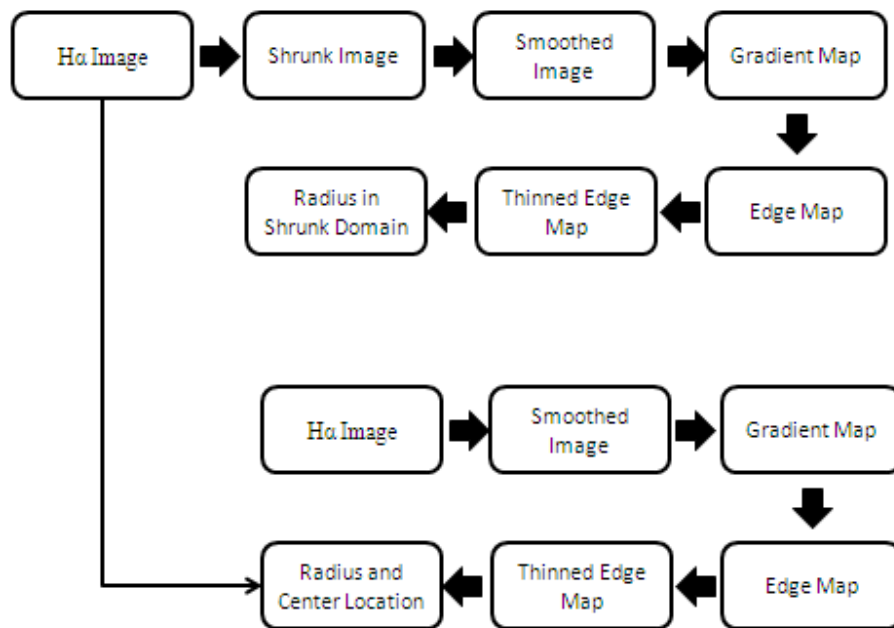 Hα Image
Shrunk Image
Smoothed
Image
Gradient Map
Radius in
Shrunk Domain
Thinned Edge
Map
Edge Map
Hα Image
Smoothed
Image
Gradient Map
Radius and
Center Location
Thinned Edge
Map
Edge Map